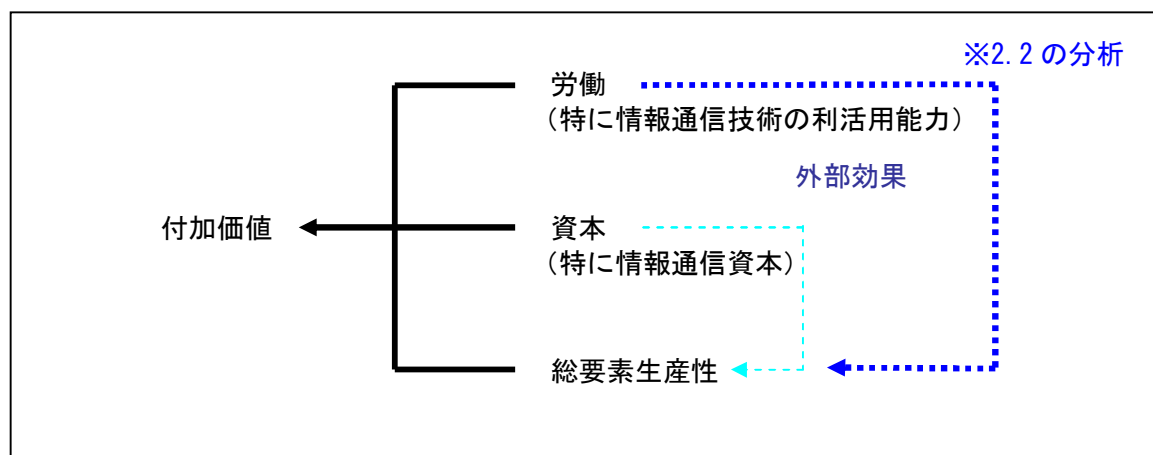 ※2.2 の分析
労働
（特に情報通信技術の利活用能力）
外部効果
付加価値
資本
（特に情報通信資本）
総要素生産性